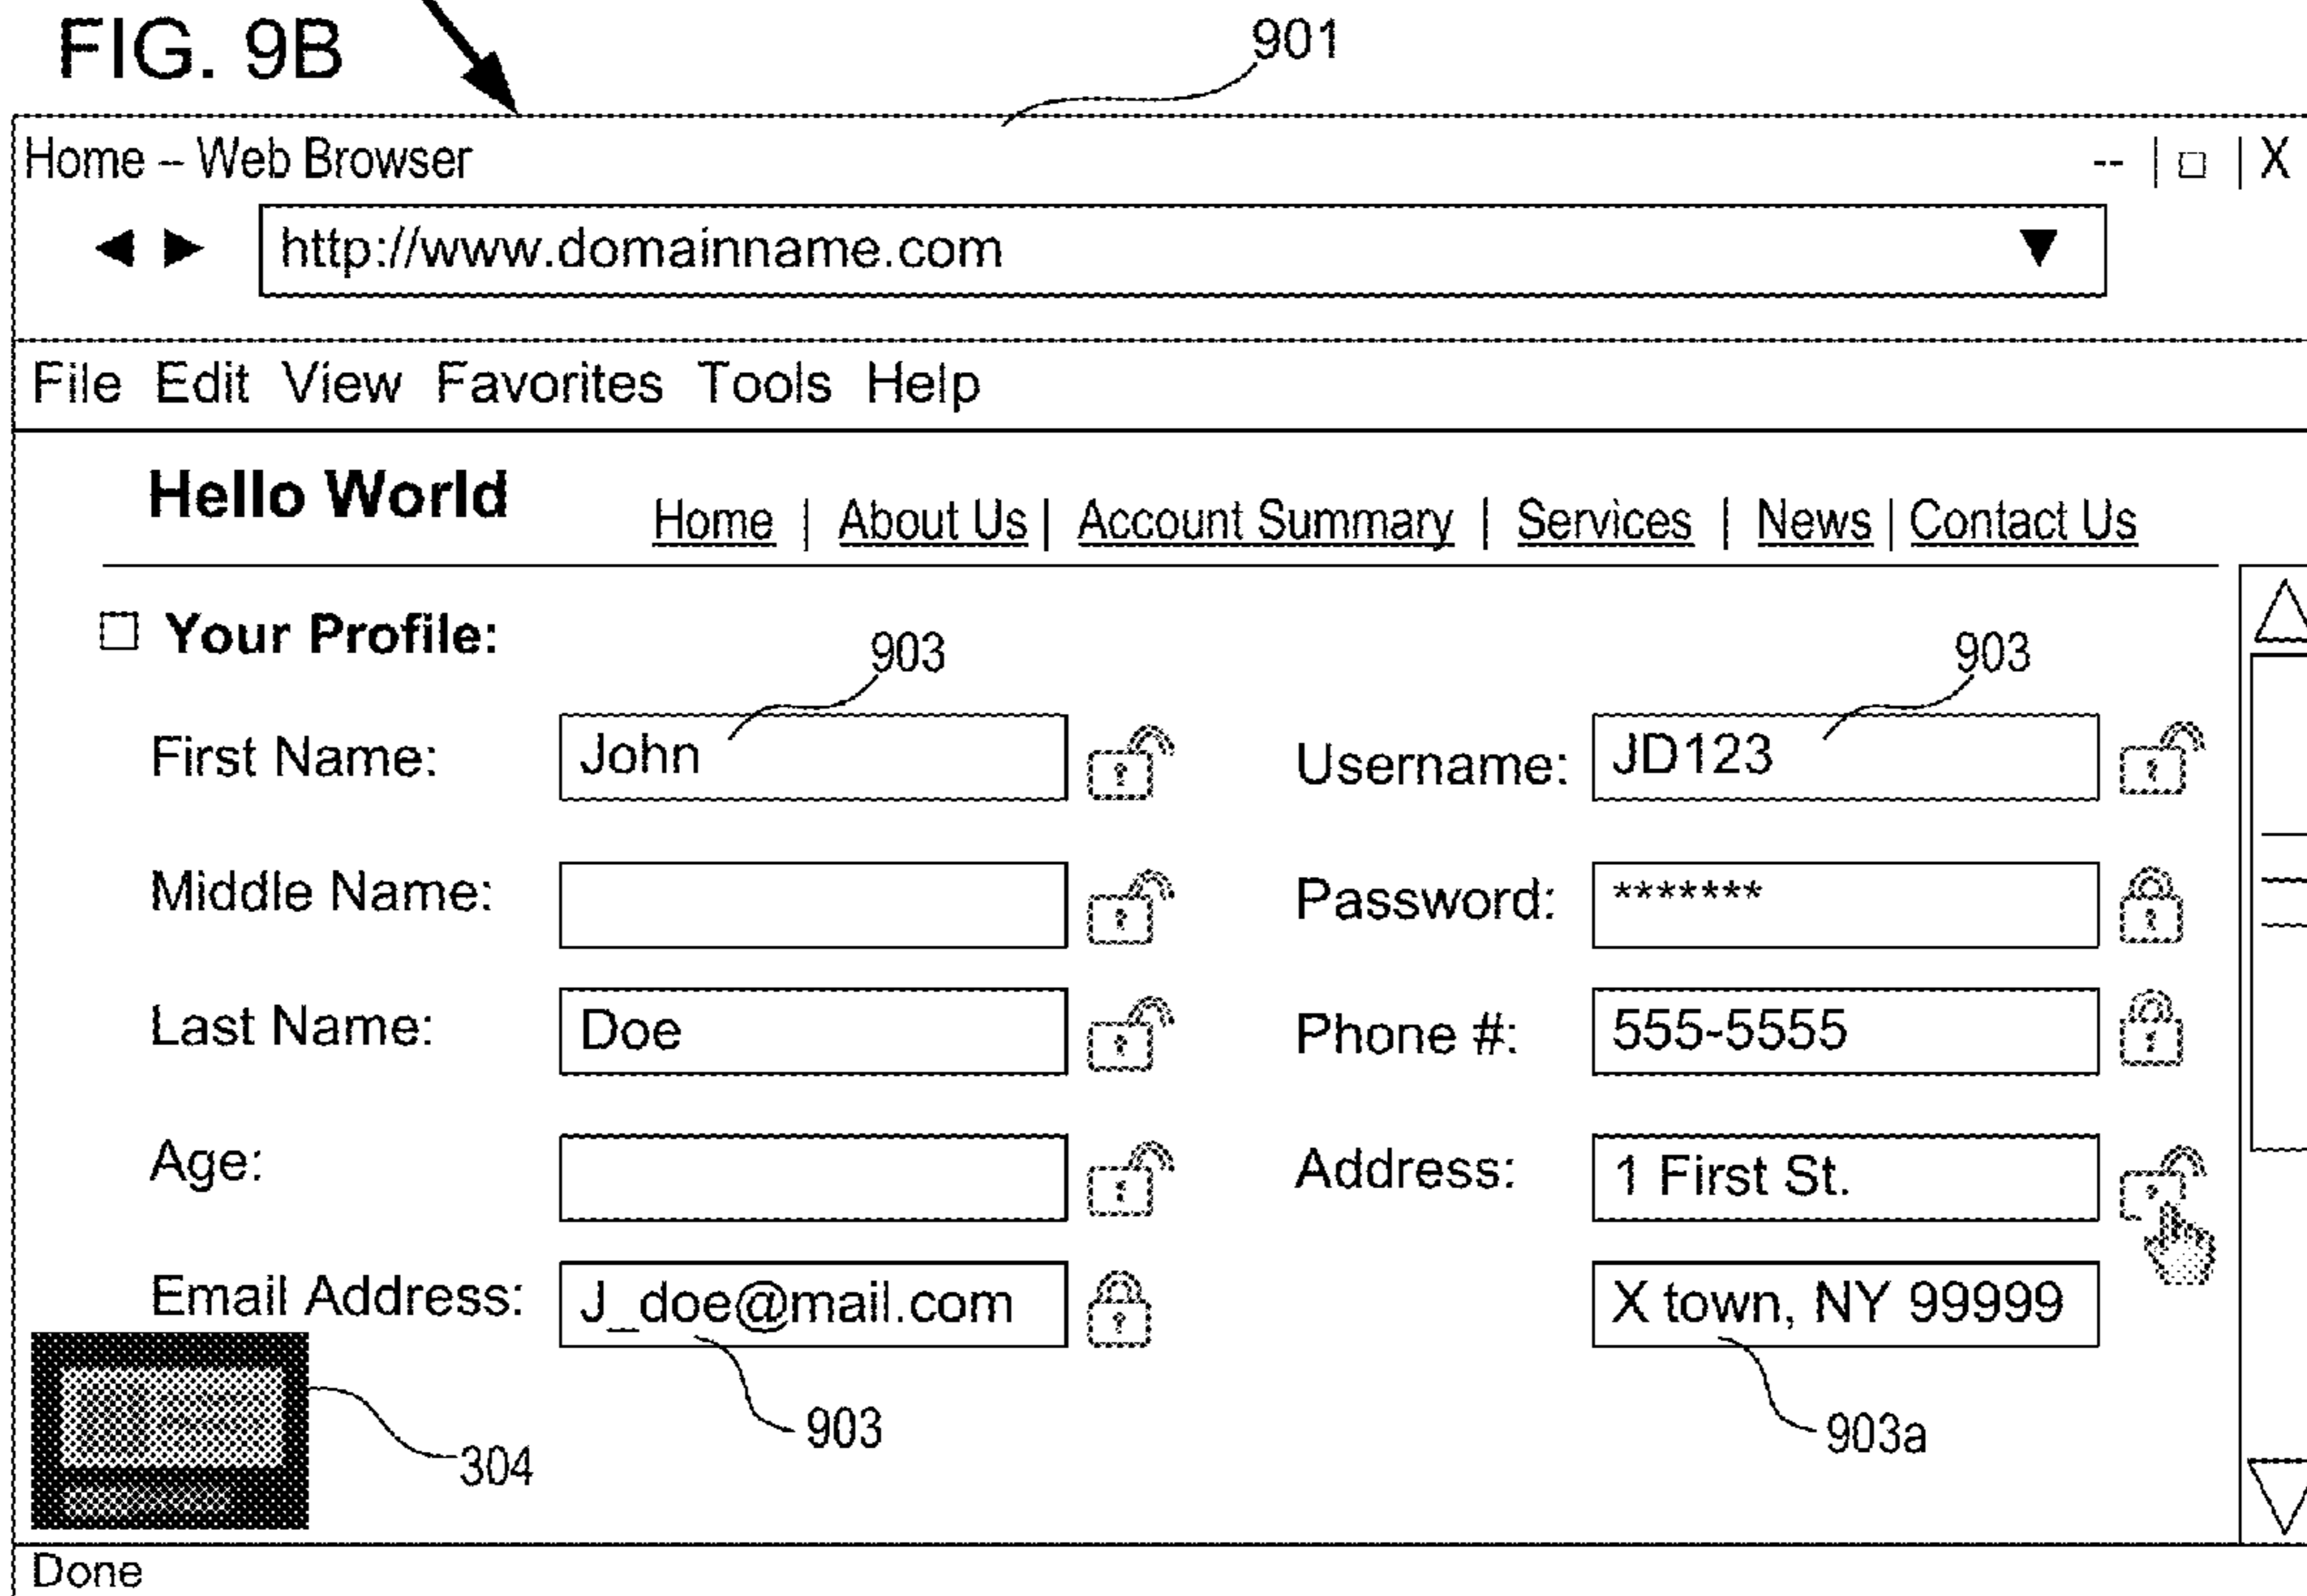 FIG. 9B
901
Home – Web Browser -- | □ | X
http://www.domainname.com
File Edit View Favorites Tools Help
Hello World Home | About Us | Account Summary | Services | News | Contact Us
Your Profile:
903 903
First Name: John Username: JD123
Middle Name: Password: *******
Last Name: Doe Phone #: 555-5555
Age: Address: 1 First St.
Email Address: J_doe@mail.com X town, NY 99999
903 903a
304
Done